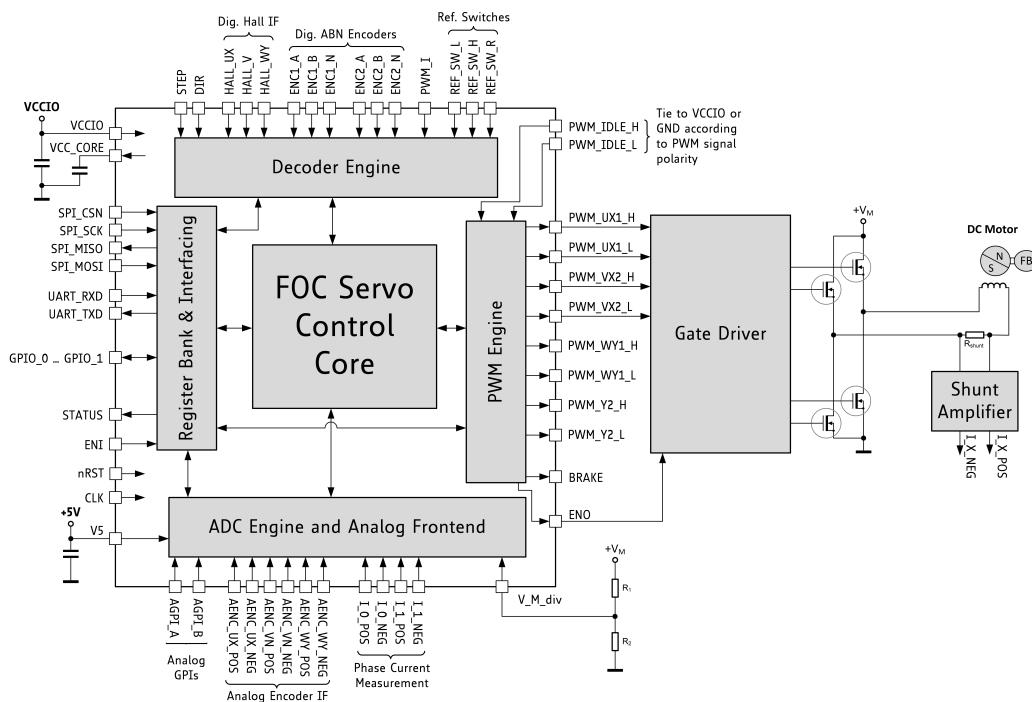 Dig. Hall IF
Dig. ABN Encoders
Ref. Switches
STEP
DIR
HALL_UX
HALL_V
HALL_WY
ENC1_A
ENC1_B
ENC1_N
ENC2_A
ENC2_B
ENC2_N
PWM_I
REF_SW_L
REF_SW_H
REF_SW_R
VCCIO
VCCIO
VCC_CORE
Decoder Engine
PWM_IDLE_H
PWM_IDLE_L
Tie to VCCIO or
GND according
to PWM signal
polarity
SPI_CSN
SPI_SCK
SPI_MISO
SPI_MOSI
UART_RXD
UART_TXD
GPIO_0 … GPIO_1
STATUS
ENI
nRST
CLK
+5V
V5
Register Bank & Interfacing
FOC Servo
Control
Core
PWM Engine
PWM_UX1_H
PWM_UX1_L
PWM_VX2_H
PWM_VX2_L
PWM_WY1_H
PWM_WY1_L
PWM_Y2_H
PWM_Y2_L
BRAKE
ENO
Gate Driver
+VM
DC Motor
N
S
FB
Rshunt
Shunt
Amplifier
I_X_NEG
I_X_POS
ADC Engine and Analog Frontend
+VM
R1
R2
V_M_div
AGPI_A
AGPI_B
Analog
GPIs
AENC_UX_POS
AENC_UX_NEG
AENC_VN_POS
AENC_VN_NEG
AENC_WY_POS
AENC_WY_NEG
Analog Encoder IF
I_0_POS
I_0_NEG
I_1_POS
I_1_NEG
Phase Current
Measurement